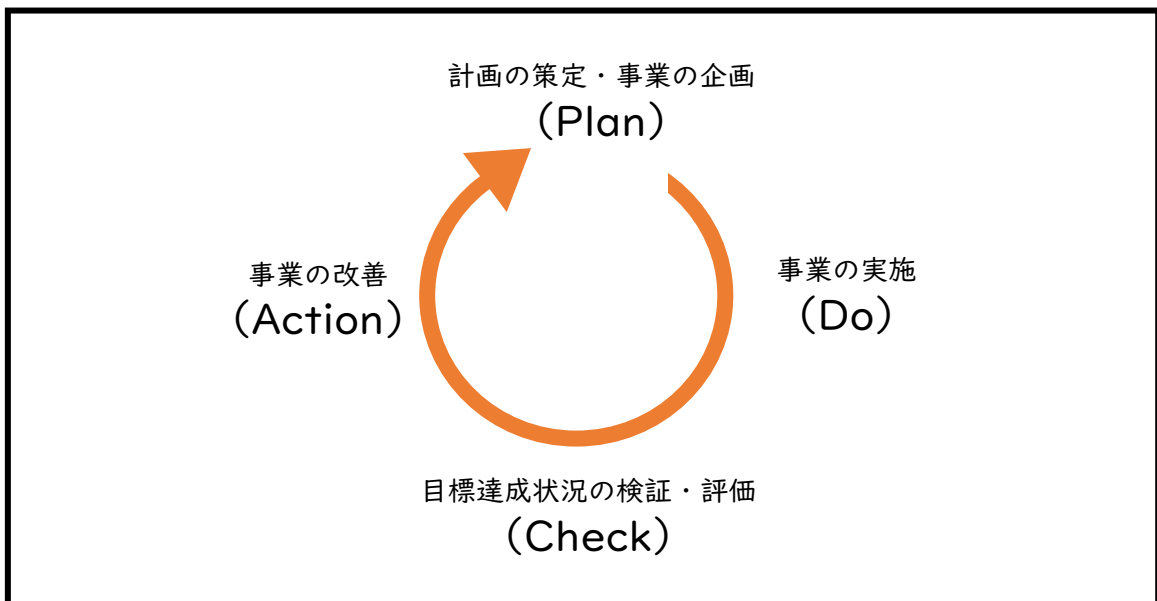 計画の策定・事業の企画
(Plan)
事業の実施
(Do)
事業の改善
(Action)
目標達成状況の検証・評価
(Check)